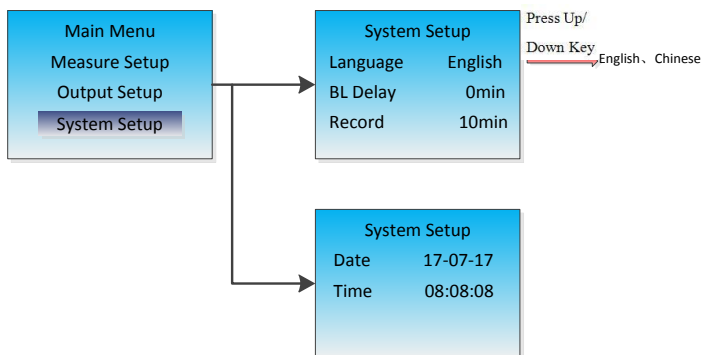 Main Menu
Measure Setup
Output Setup
System Setup
System Setup
Language English
BL Delay 0min
Record 10min
Press Up/
Down Key
English、Chinese
System Setup
Date 17-07-17
Time 08:08:08